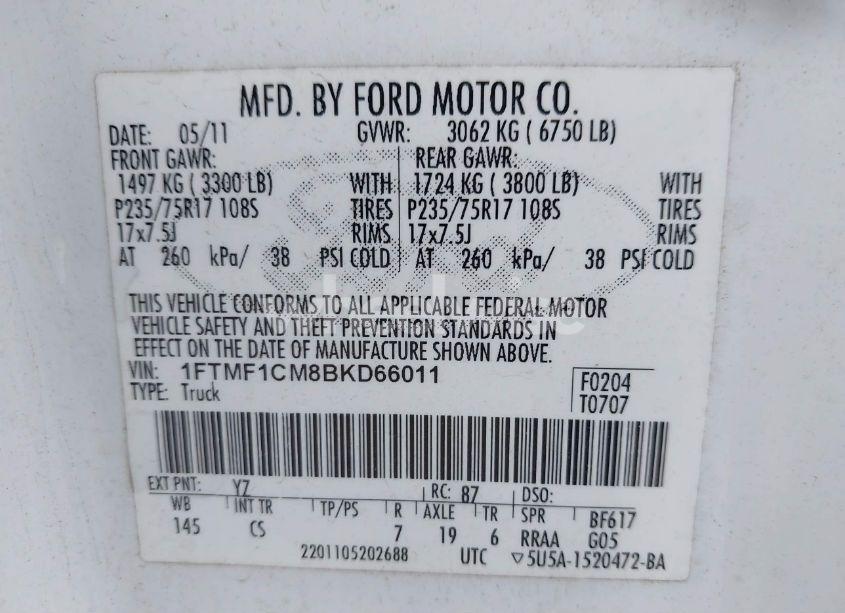 MFD. BY FORD MOTOR CO.
DATE: 05/11 GVWR: 3062 KG ( 6750 LB)
FRONT GAWR: REAR GAWR:
1497 KG ( 3300 LB) WITH 1724 KG ( 3800 LB) WITH
P235/75R17 108S TIRES P235/75R17 108S TIRES
17x7.5J RIMS 17x7.5J RIMS
AT 260 kPa/ 38 PSI COLD AT 260 kPa/ 38 PSI COLD
THIS VEHICLE CONFORMS TO ALL APPLICABLE FEDERAL MOTOR
VEHICLE SAFETY AND THEFT PREVENTION STANDARDS IN
EFFECT ON THE DATE OF MANUFACTURE SHOWN ABOVE.
VIN: 1FTMF1CM8BKD66011 F0204
TYPE: Truck T0707
EXT PNT: YZ RC: 87 DSO:
WB INT TR TP/PS R AXLE TR SPR BF617
145 CS 7 19 6 RRAA G05
2201105202688 UTC ▽5U5A-1520472-BA